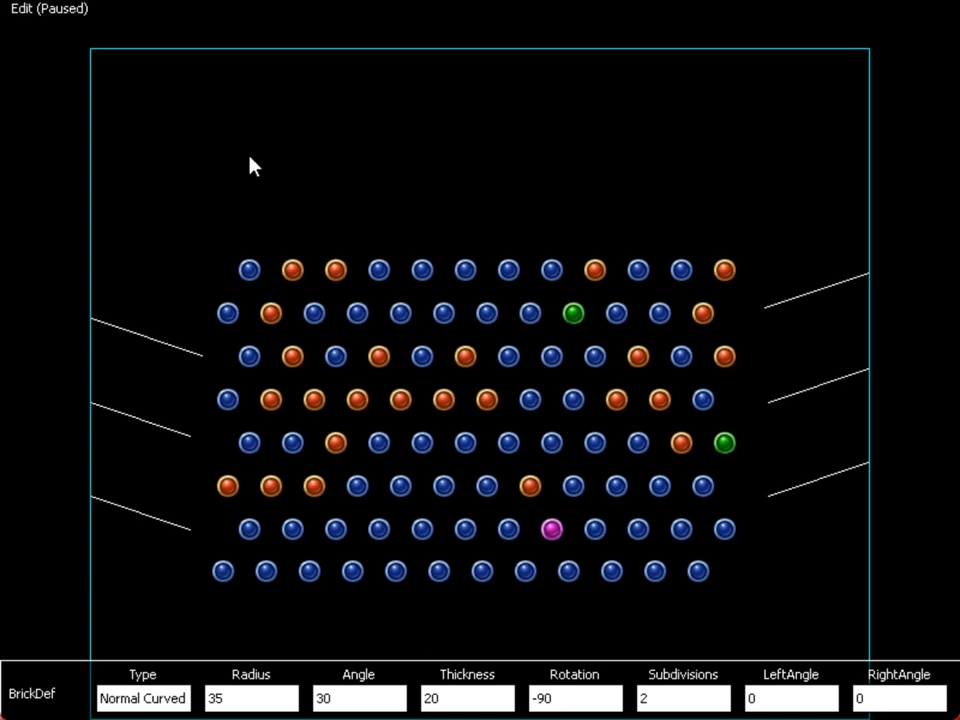 Edit (Paused)
Type Radius Angle Thickness Rotation Subdivisions LeftAngle RightAngle
BrickDef Normal Curved 35 30 20 -90 2 0 0